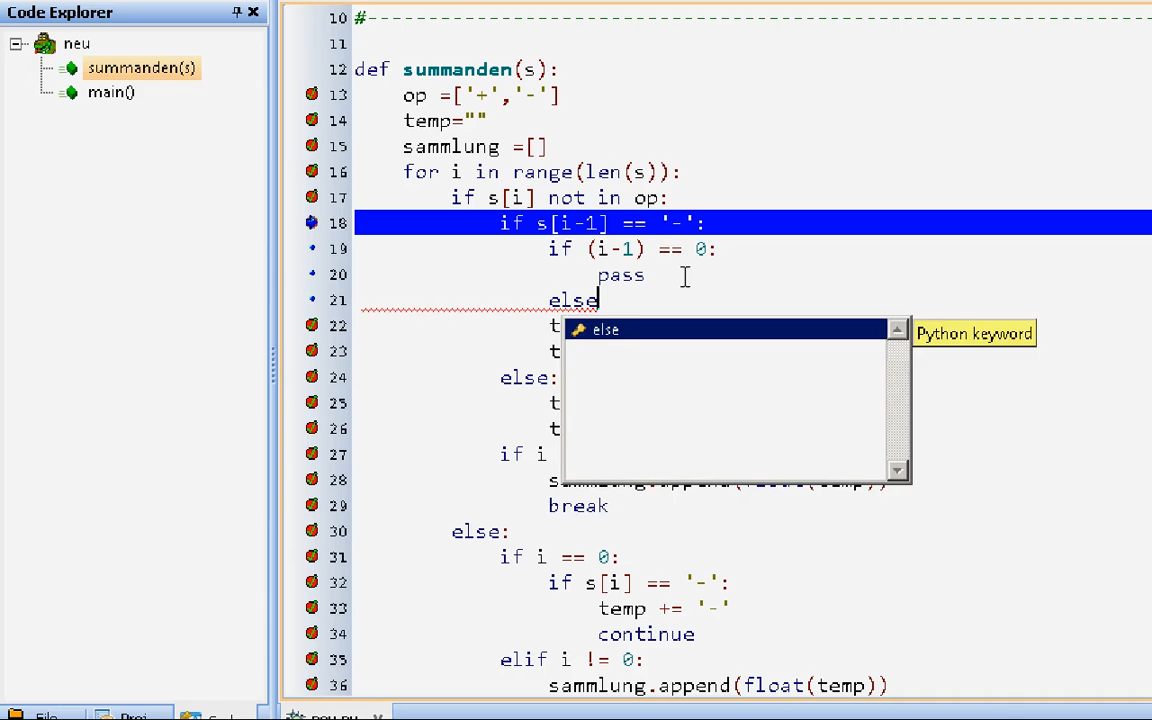 Code Explorer
neu
summanden(s)
main()
10 #-----------------------------------------------------------------
11
12 def summanden(s):
13 op =['+','-']
14 temp=""
15 sammlung =[]
16 for i in range(len(s)):
17 if s[i] not in op:
18 if s[i-1] == '-':
19 if (i-1) == 0:
20 pass
21 else
else
Python keyword
22 t
23 t
24 else:
25 t
26 t
27 if i
28 sammlung.append(float(temp))
29 break
30 else:
31 if i == 0:
32 if s[i] == '-':
33 temp += '-'
34 continue
35 elif i != 0:
36 sammlung.append(float(temp))